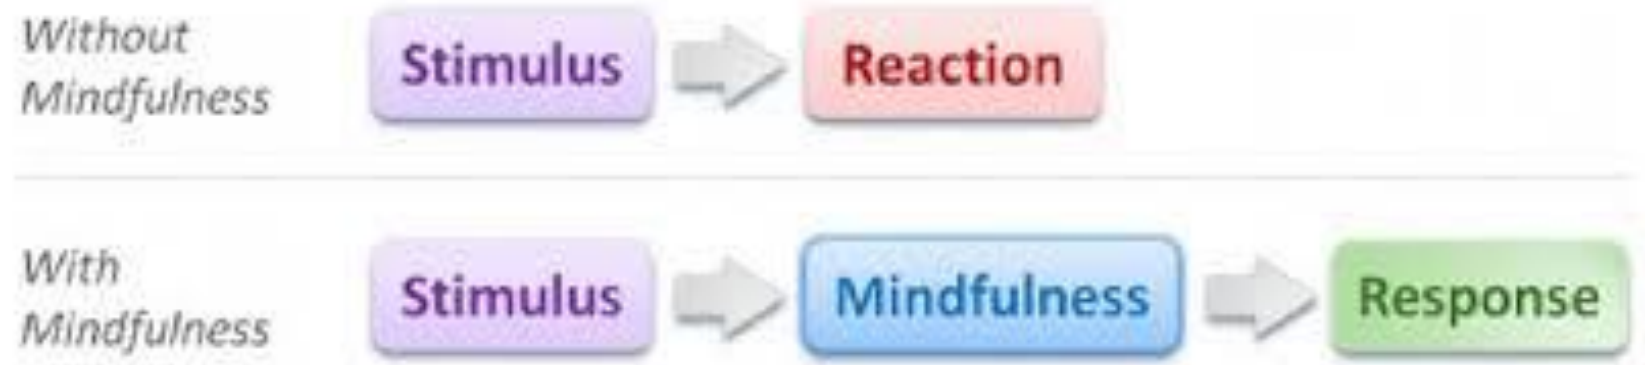 Without
Mindfulness
Stimulus
Reaction
With
Mindfulness
Stimulus
Mindfulness
Response